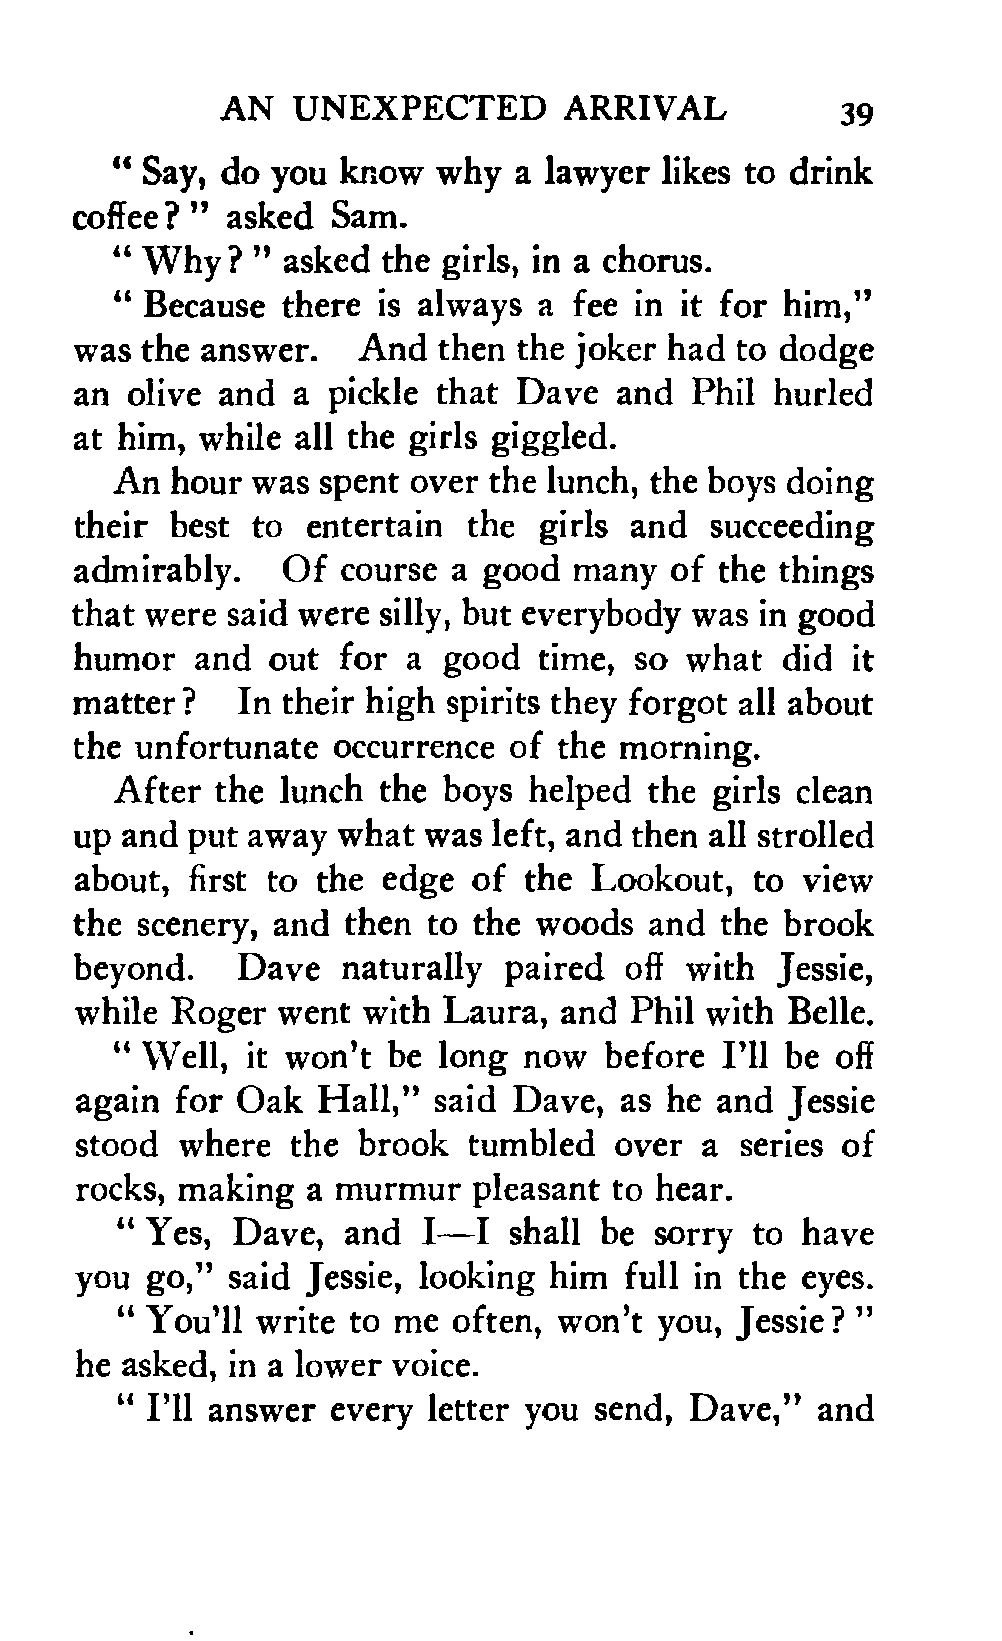 AN UNEXPECTED ARRIVAL 39
“ Say, do you know why a lawyer likes to drink
coffee ? ” asked Sam.
“ Why ? ” asked the girls, in a chorus.
“ Because there is always a fee in it for him,”
was the answer. And then the joker had to dodge
an olive and a pickle that Dave and Phil hurled
at him, while all the girls giggled.
An hour was spent over the lunch, the boys doing
their best to entertain the girls and succeeding
admirably. Of course a good many of the things
that were said were silly, but everybody was in good
humor and out for a good time, so what did it
matter ? In their high spirits they forgot all about
the unfortunate occurrence of the morning.
After the lunch the boys helped the girls clean
up and put away what was left, and then all strolled
about, first to the edge of the Lookout, to view
the scenery, and then to the woods and the brook
beyond. Dave naturally paired off with Jessie,
while Roger went with Laura, and Phil with Belle.
“ Well, it won’t be long now before I’ll be off
again for Oak Hall,” said Dave, as he and Jessie
stood where the brook tumbled over a series of
rocks, making a murmur pleasant to hear.
“ Yes, Dave, and I—I shall be sorry to have
you go,” said Jessie, looking him full in the eyes.
“ You’ll write to me often, won’t you, Jessie ? ”
he asked, in a lower voice.
“ I’ll answer every letter you send, Dave,” and